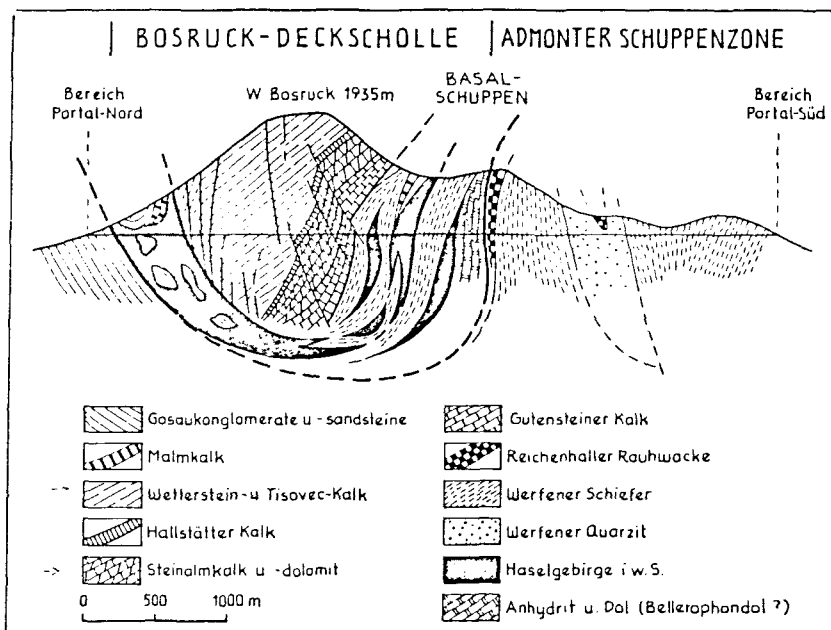 BOSRUCK-DECKSCHOLLE
ADMONTER SCHUPPENZONE
Bereich
Portal-Nord
W Bosruck 1935m
BASAL-
SCHUPPEN
Bereich
Portal-Süd
Gosaukonglomerate u -sandsteine
Malmkalk
Wetterstein-u Tisovec-Kalk
Hallstätter Kalk
Steinalmkalk u -dolomit
0 500 1000 m
Gutensteiner Kalk
Reichenhaller Rauhwacke
Werfener Schiefer
Werfener Quarzit
Haselgebirge i w. S.
Anhydrit u. Dol (Bellerophondol ?)